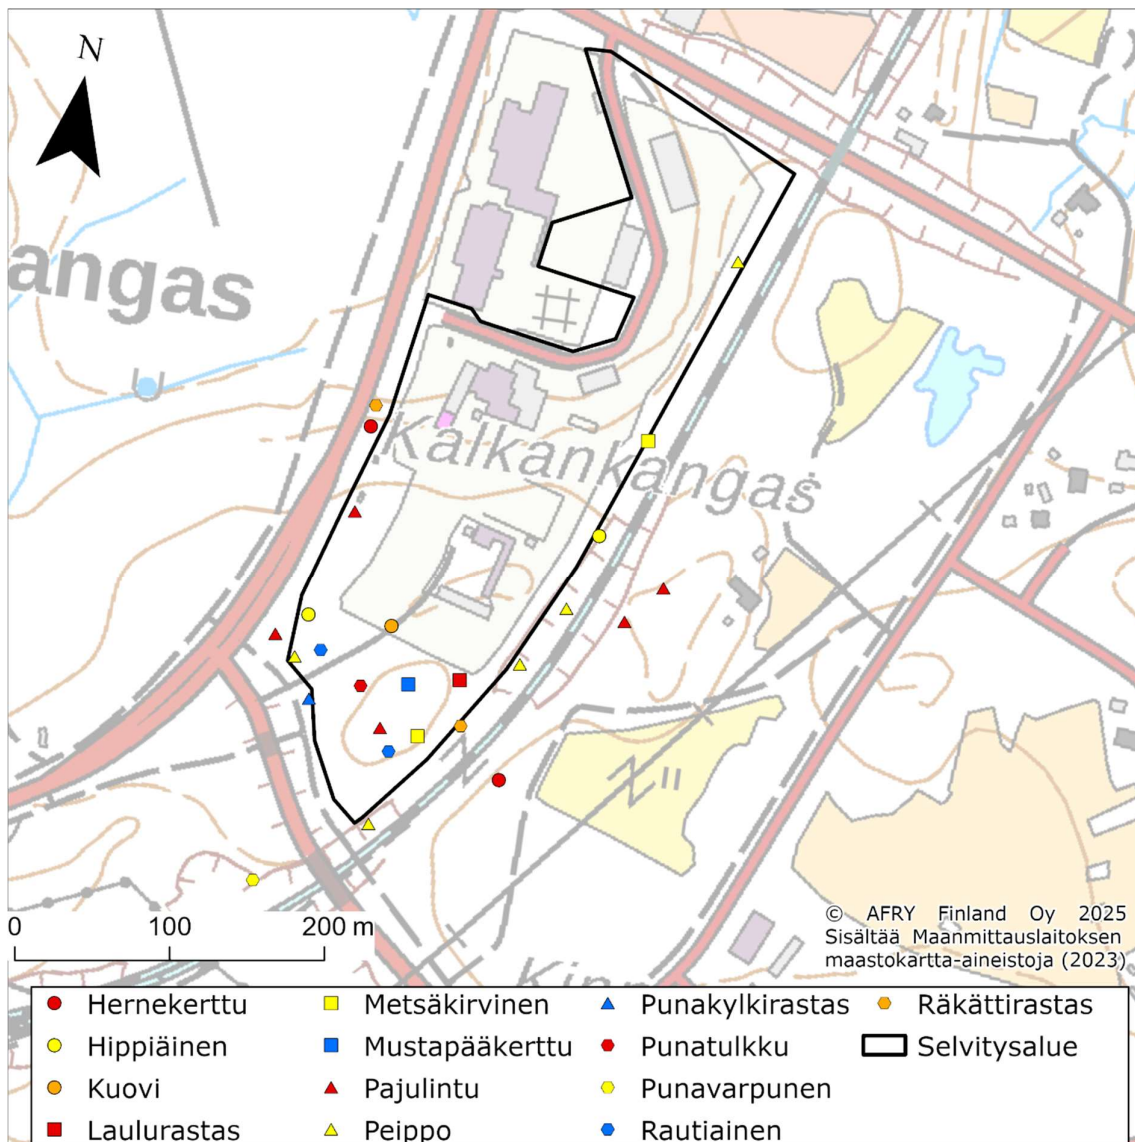 N
angas
Kalkankangas
0 100 200 m
© AFRY Finland Oy 2025
Sisältää Maanmittauslaitoksen
maastokartta-aineistoja (2023)
Hernekerttu Metsäkirvinen Punakylkirastas Räkättirastas
Hippiäinen Mustapääkerttu Punatulkku Selvitysalue
Kuovi Pajulintu Punavarpunen
Laulurastas Peippo Rautiainen